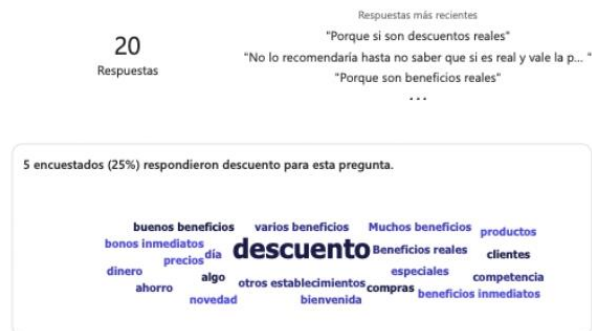 20
Respuestas
Respuestas más recientes
"Porque si son descuentos reales"
"No lo recomendaría hasta no saber que si es real y vale la p... "
"Porque son beneficios reales"
...
5 encuestados (25%) respondieron descuento para esta pregunta.
buenos beneficios varios beneficios Muchos beneficios productos
bonos inmediatos día descuento Beneficios reales clientes
precios
dinero algo otros establecimientos especiales competencia
ahorro compras beneficios inmediatos
novedad bienvenida